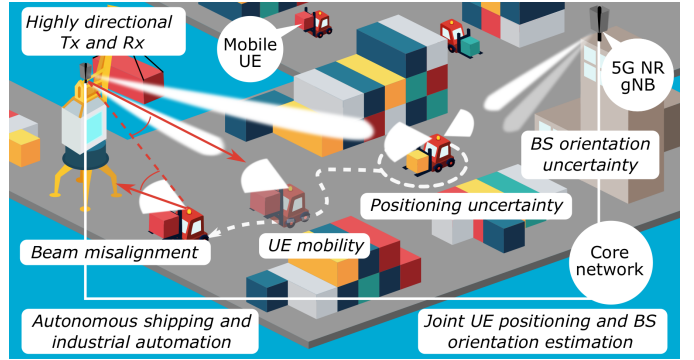 Highly directional
Tx and Rx
Mobile
UE
5G NR
gNB
BS orientation
uncertainty
Positioning uncertainty
UE mobility
Beam misalignment
Core
network
Autonomous shipping and
industrial automation
Joint UE positioning and BS
orientation estimation